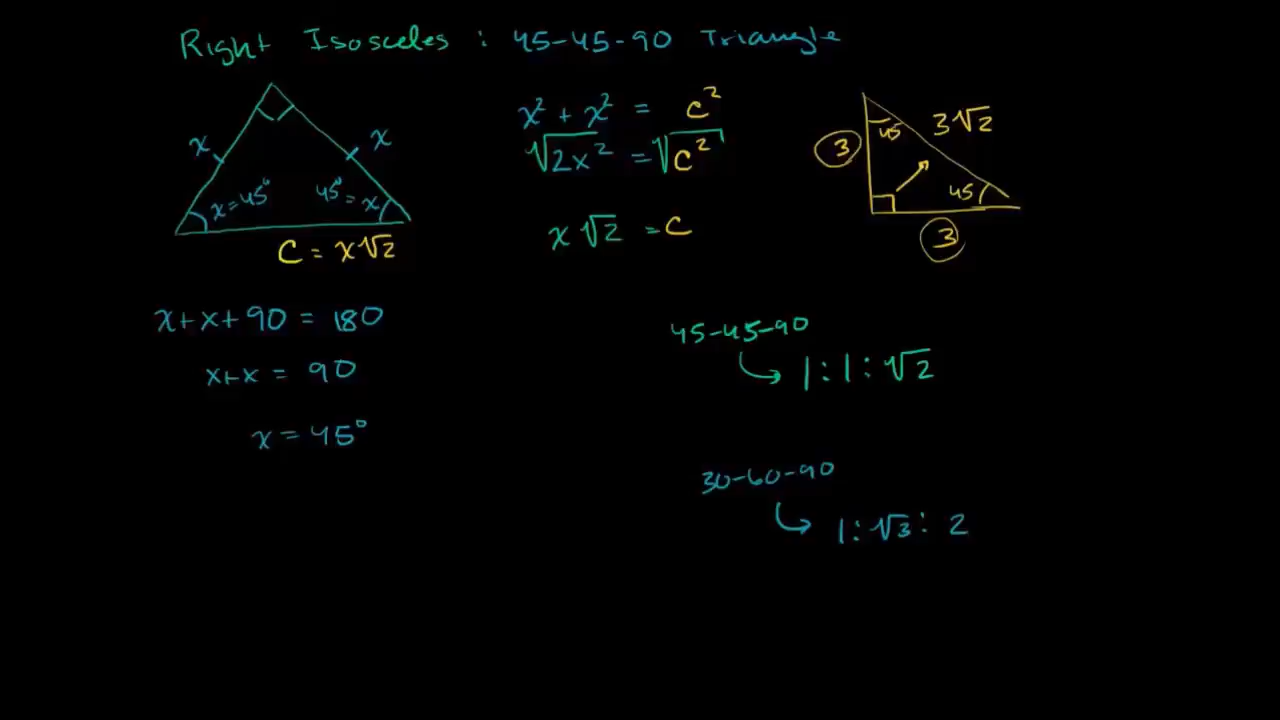 Right Isosceles : 45-45-90 Triangle
x
x
x=45°
45°=x
C = x√2
x² + x² = c²
√2x² = √c²
x√2 = c
45
3√2
3
45
3
x+x+90 = 180
x+x = 90
x = 45°
45-45-90
1:1:√2
30-60-90
1:√3:2